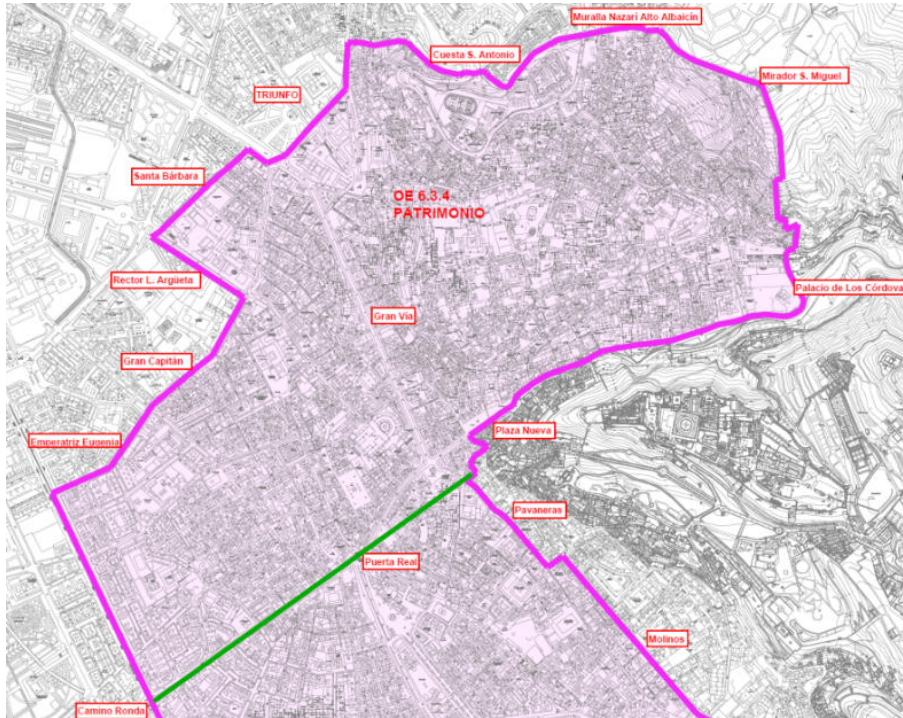 Muralla Nazarí Alto Albaicín
Cuesta S. Antonio
Mirador S. Miguel
TRIUNFO
Santa Bárbara
OE 6.3.4
PATRIMONIO
Rector L. Argüeta
Palacio de Los Córdova
Gran Vía
Gran Capitán
Plaza Nueva
Emperatriz Eugenia
Pavaneras
Puerta Real
Molinos
Camino Ronda